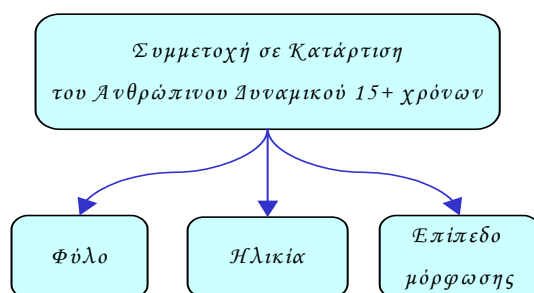 Συμμετοχή σε Κατάρτιση
του Ανθρώπινου Δυναμικού 15+ χρόνων
Φύλο
Ηλικία
Επίπεδο
μόρφωσης